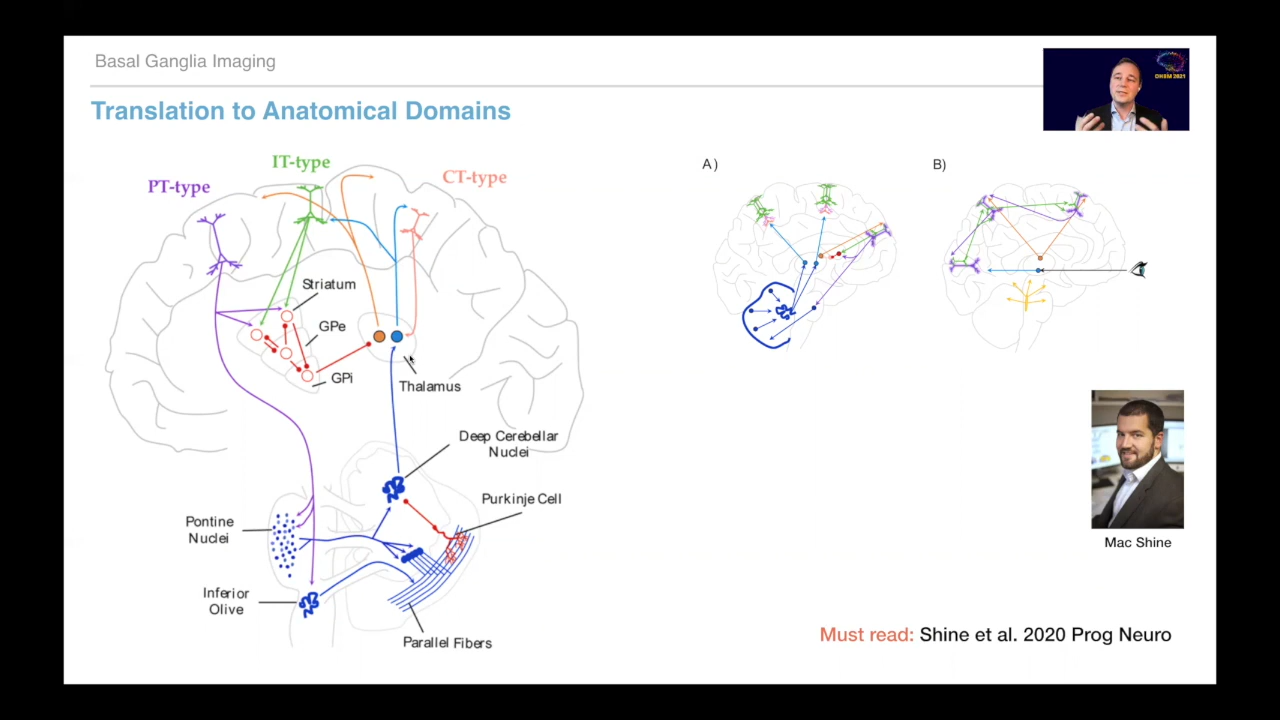 Basal Ganglia Imaging
OHBM 2021
Translation to Anatomical Domains
IT-type
PT-type
CT-type
A)
B)
Striatum
GPe
GPi
Thalamus
Deep Cerebellar
Nuclei
Purkinje Cell
Pontine
Nuclei
Inferior
Olive
Parallel Fibers
Mac Shine
Must read: Shine et al. 2020 Prog Neuro